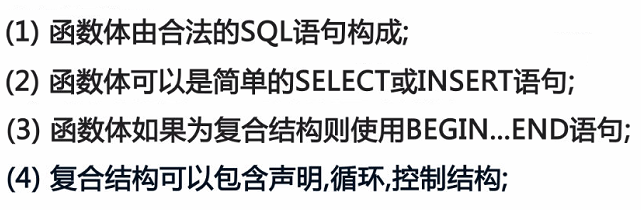 (1) 函数体由合法的SQL语句构成;
(2) 函数体可以是简单的SELECT或INSERT语句;
(3) 函数体如果为复合结构则使用BEGIN...END语句;
(4) 复合结构可以包含声明,循环,控制结构;